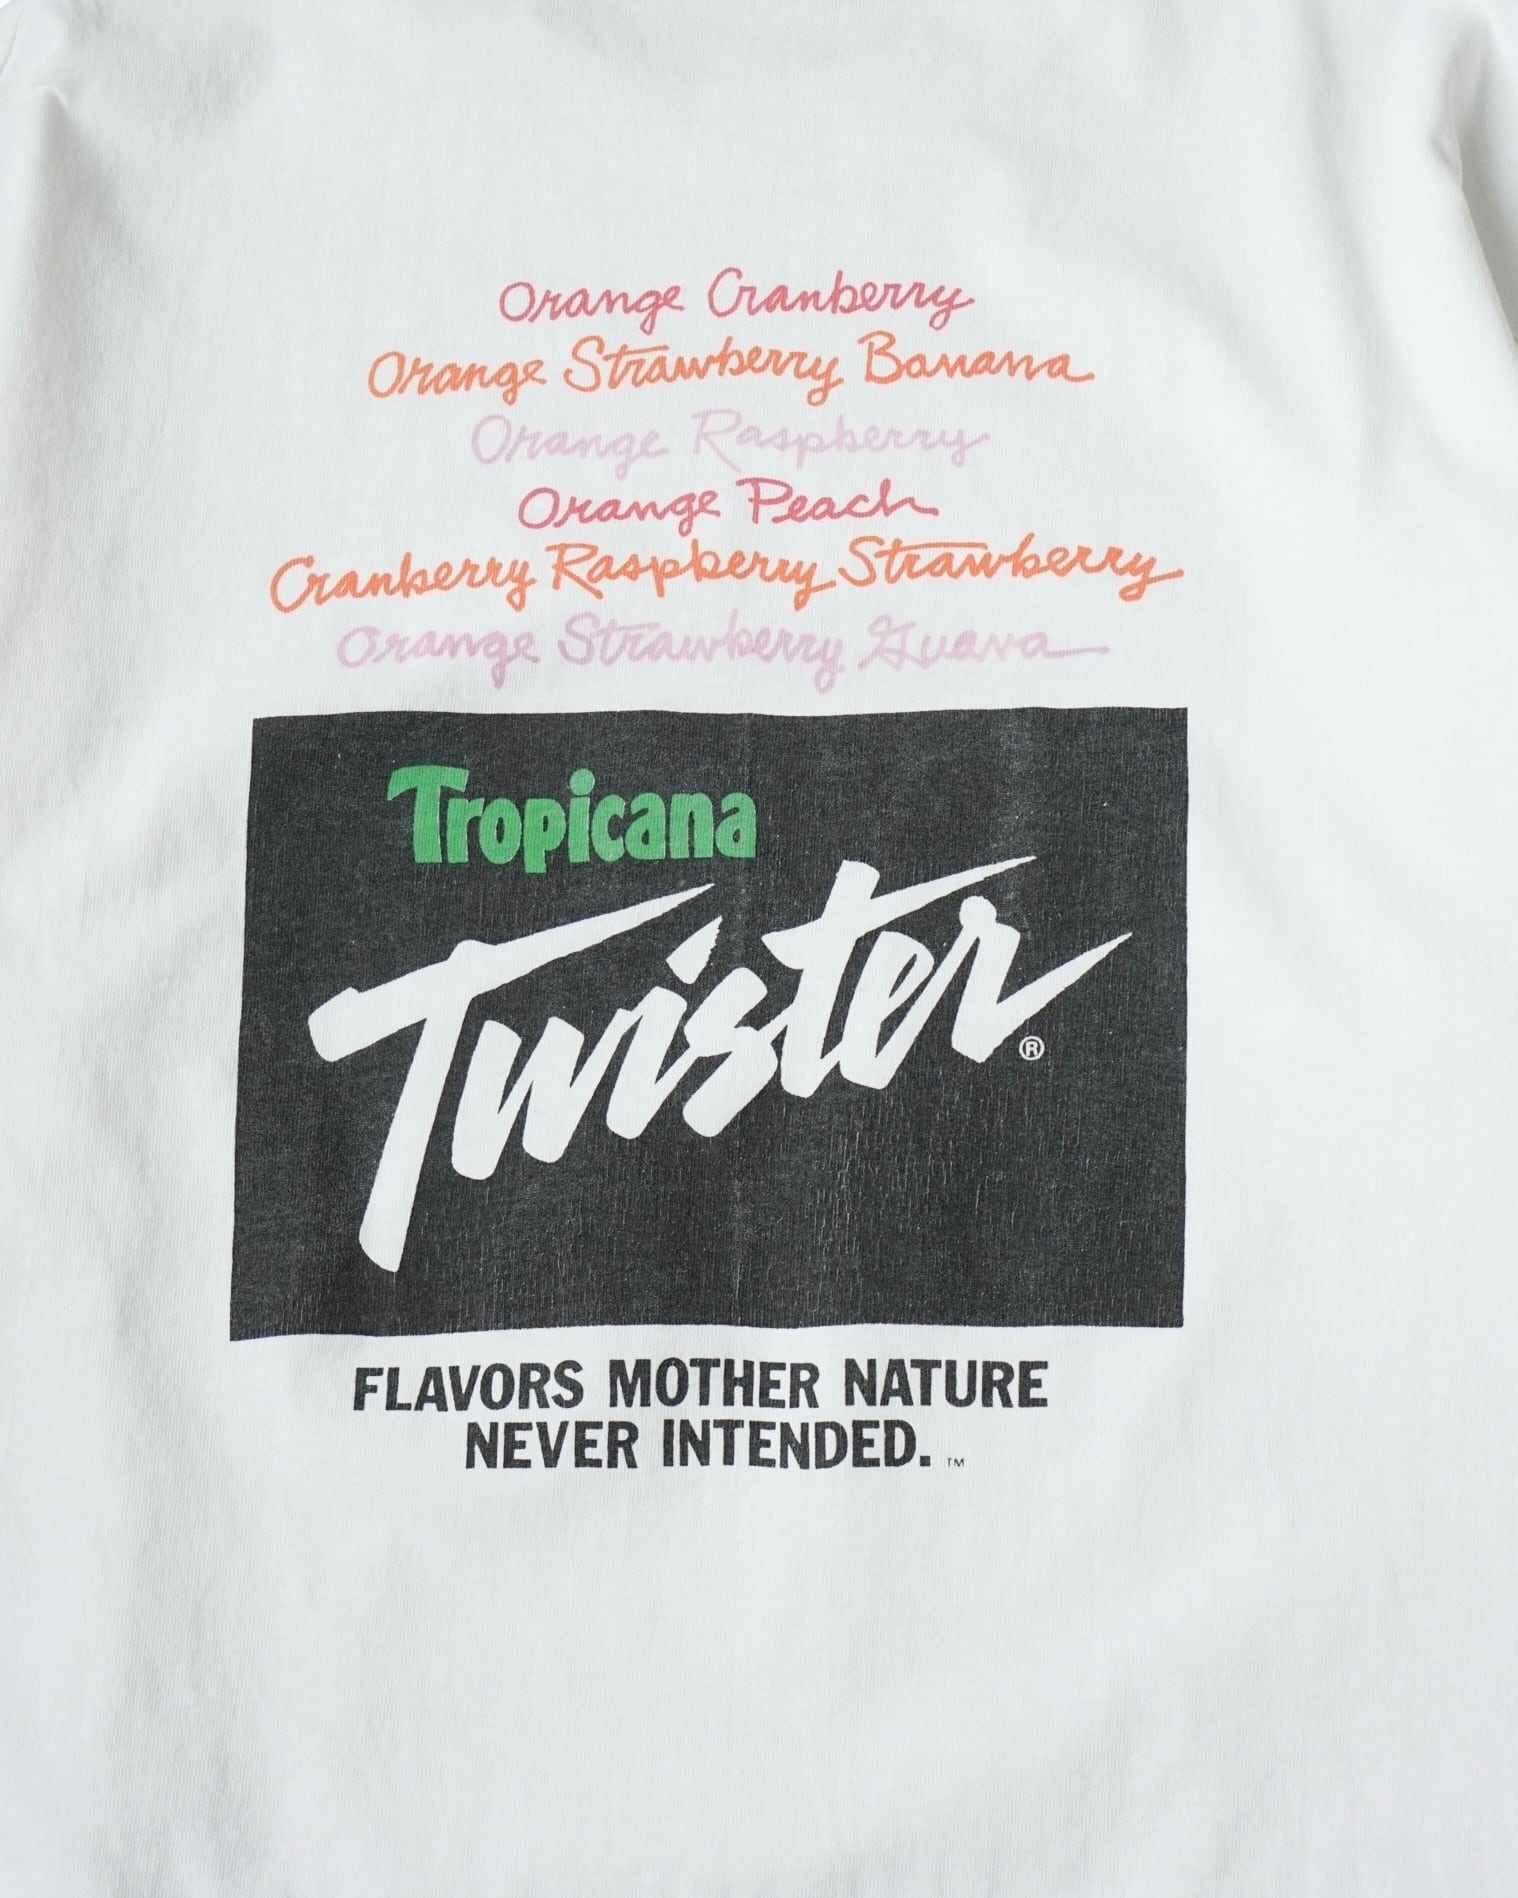 Orange Cranberry
Orange Strawberry Banana
Orange Raspberry
Orange Peach
Cranberry Raspberry Strawberry
Orange Strawberry Guava
Tropicana
Twister®
FLAVORS MOTHER NATURE
NEVER INTENDED.™